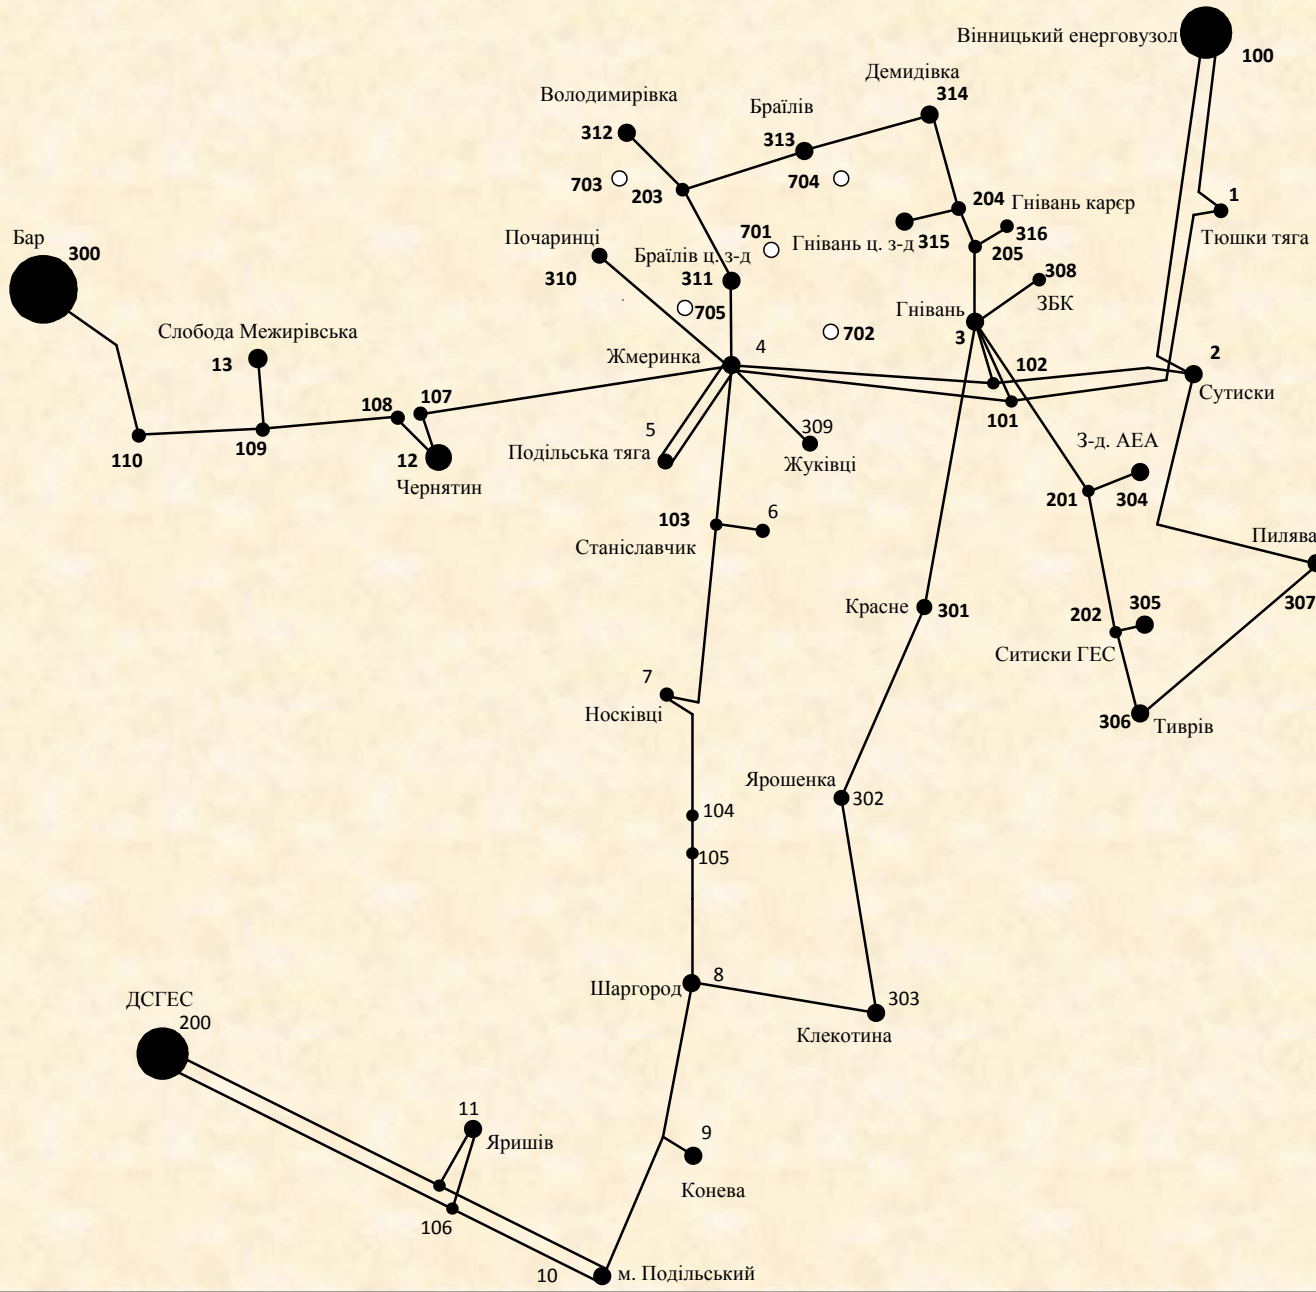 Вінницький енерговузол
100
Демидівка
314
Володимирівка
312
Браїлів
313
703
203
704
204
Гнівань карєр
316
1
Тюшки тяга
Бар
300
Почаринці
310
701
Браїлів ц. з-д
311
Гнівань ц. з-д 315
205
308
ЗБК
705
702
Гнівань
3
Слобода Межирівська
13
Жмеринка
4
102
2
Сутиски
101
108
107
110
109
12
Чернятин
5
Подільська тяга
309
Жуківці
З-д. АЕА
201
304
103
6
Станіславчик
Пилява
307
Красне
301
202
305
Ситиски ГЕС
306
Тиврів
7
Носківці
Ярошенка
302
104
105
8
Шаргород
303
Клекотина
ДСГЕС
200
11
Яришів
9
Конева
106
10
м. Подільський